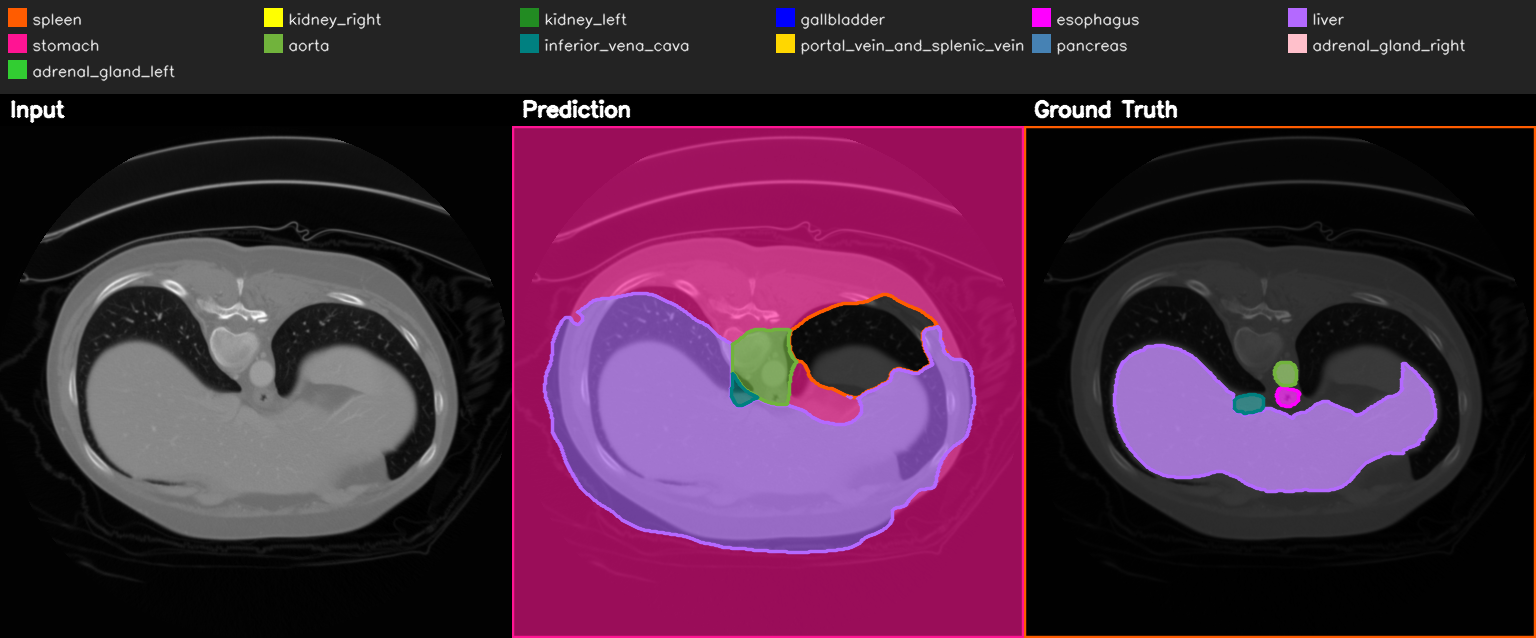 spleen kidney_right kidney_left gallbladder esophagus liver
stomach aorta inferior_vena_cava portal_vein_and_splenic_vein pancreas adrenal_gland_right
adrenal_gland_left
Input Prediction Ground Truth